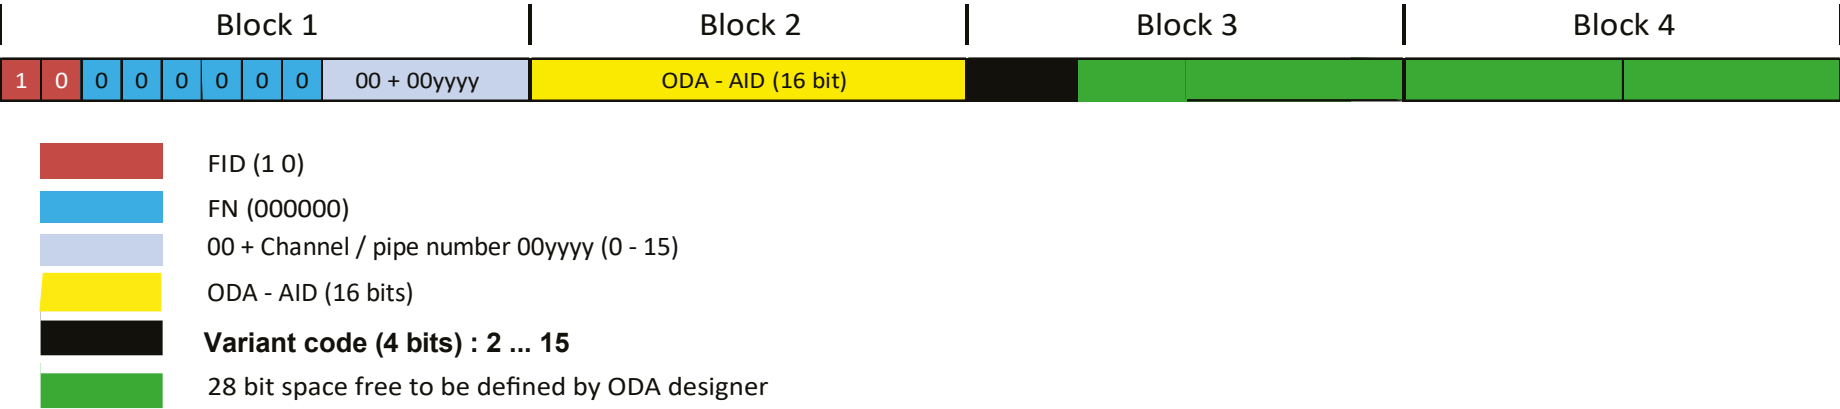 Block 1 Block 2 Block 3 Block 4
1 0 0 0 0 0 0 0 00 + 00yyyy ODA - AID (16 bit)
FID (1 0)
FN (000000)
00 + Channel / pipe number 00yyyy (0 - 15)
ODA - AID (16 bits)
Variant code (4 bits) : 2 ... 15
28 bit space free to be defined by ODA designer